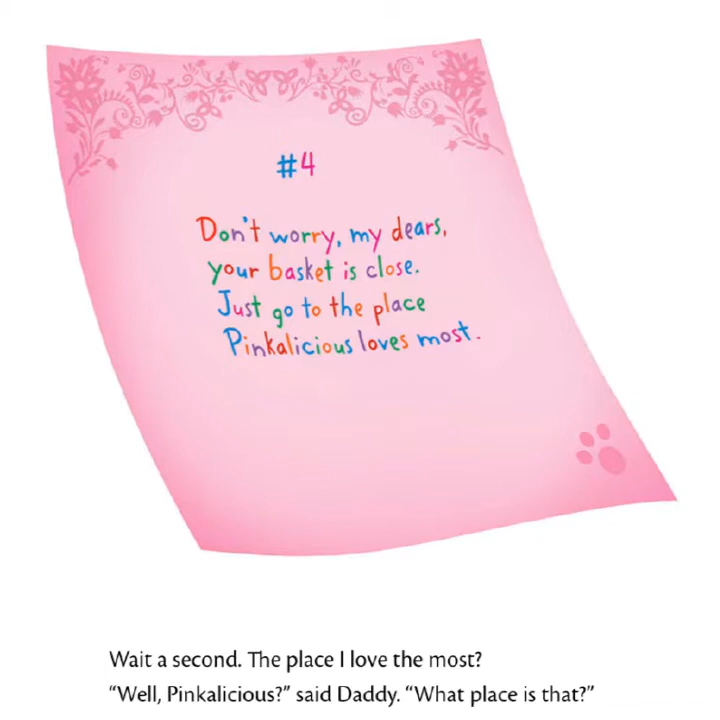 #4
Don't worry, my dears,
your basket is close.
Just go to the place
Pinkalicious loves most.
Wait a second. The place I love the most?
“Well, Pinkalicious?” said Daddy. “What place is that?”